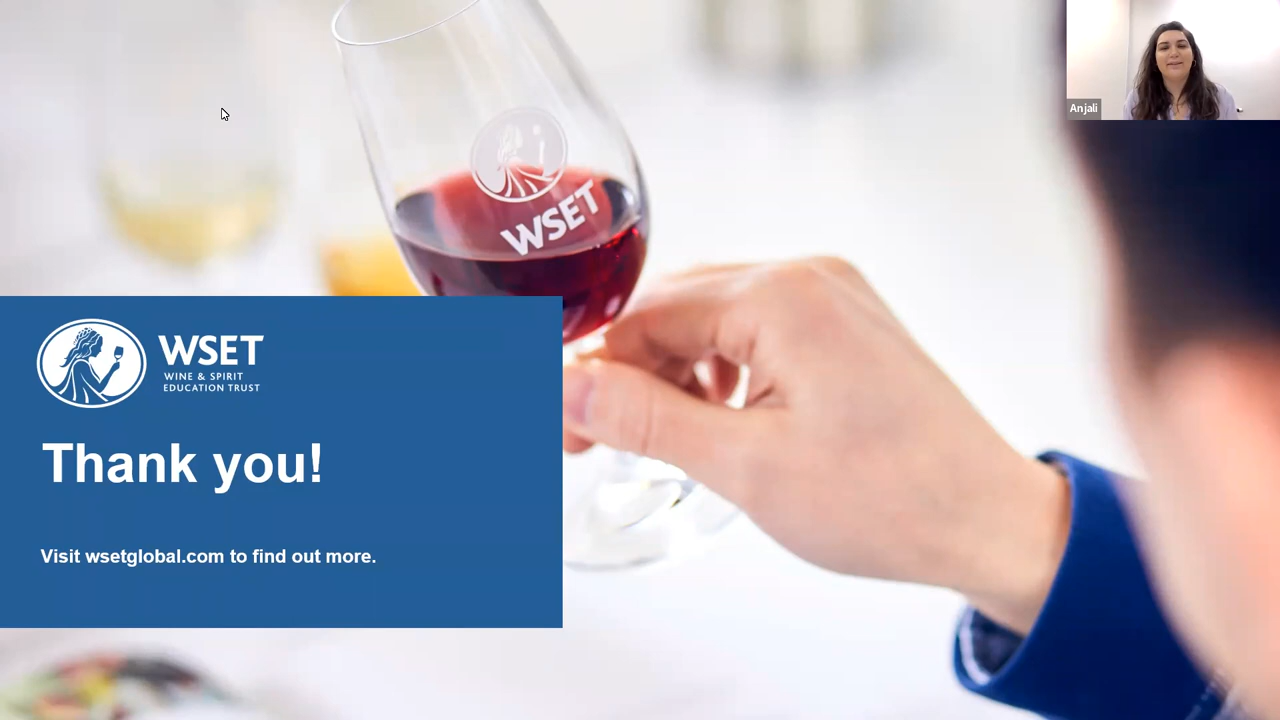 Anjali
WSET
WSET
WINE & SPIRIT
EDUCATION TRUST
Thank you!
Visit wsetglobal.com to find out more.